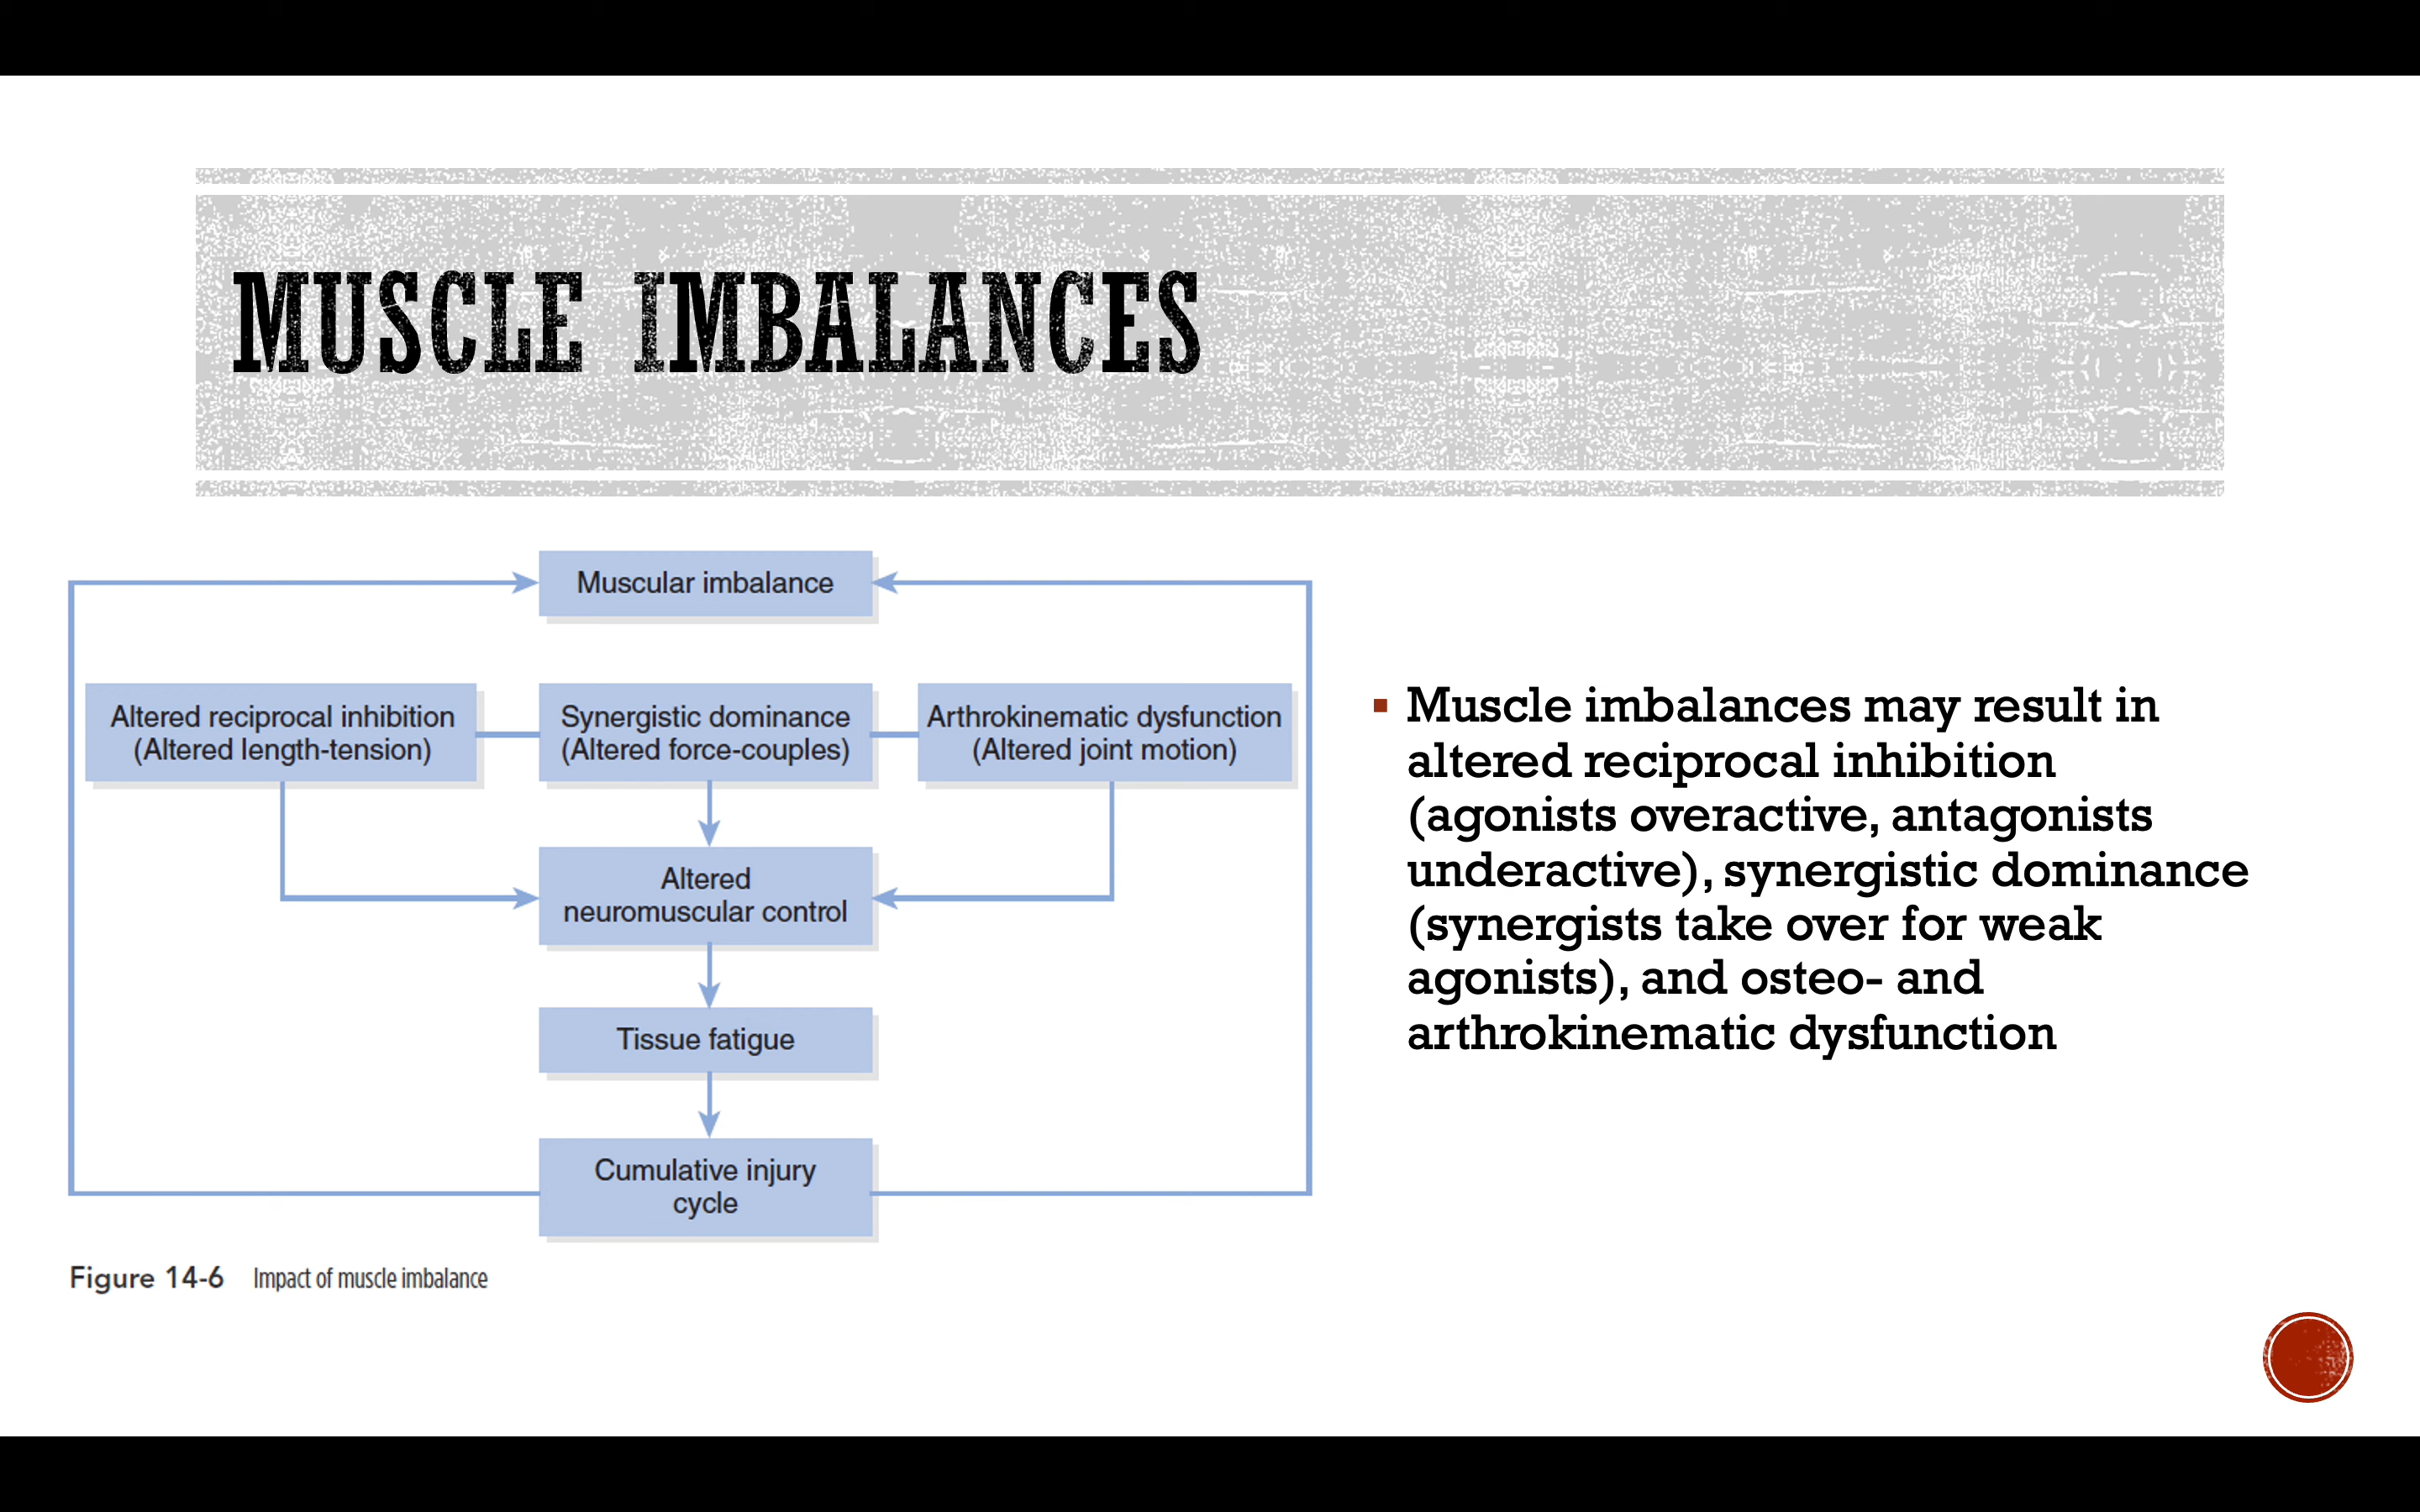 MUSCLE IMBALANCES
Muscular imbalance
Altered reciprocal inhibition
(Altered length-tension)
Synergistic dominance
(Altered force-couples)
Arthrokinematic dysfunction
(Altered joint motion)
Altered
neuromuscular control
Tissue fatigue
Cumulative injury
cycle
Figure 14-6 Impact of muscle imbalance
▪ Muscle imbalances may result in
altered reciprocal inhibition
(agonists overactive, antagonists
underactive), synergistic dominance
(synergists take over for weak
agonists), and osteo- and
arthrokinematic dysfunction